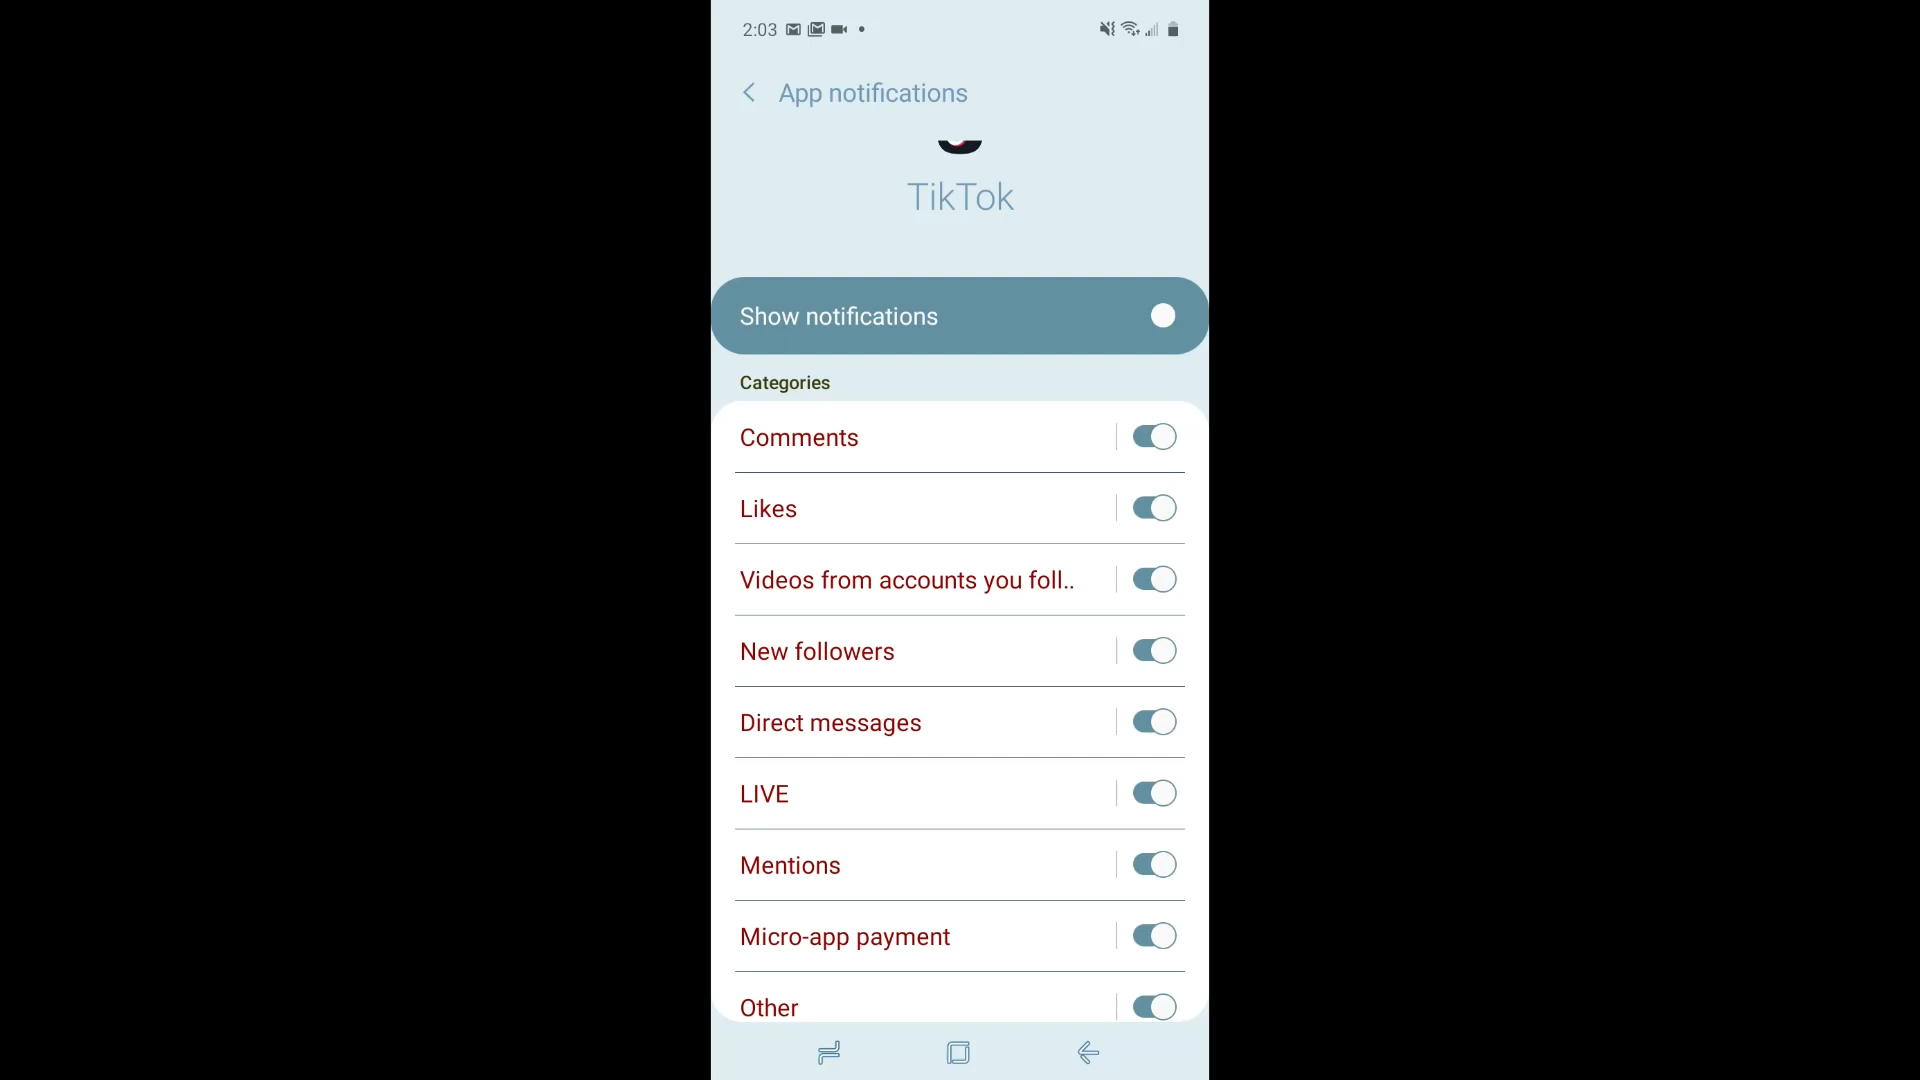 2:03
App notifications
TikTok
Show notifications
Categories
Comments
Likes
Videos from accounts you foll..
New followers
Direct messages
LIVE
Mentions
Micro-app payment
Other